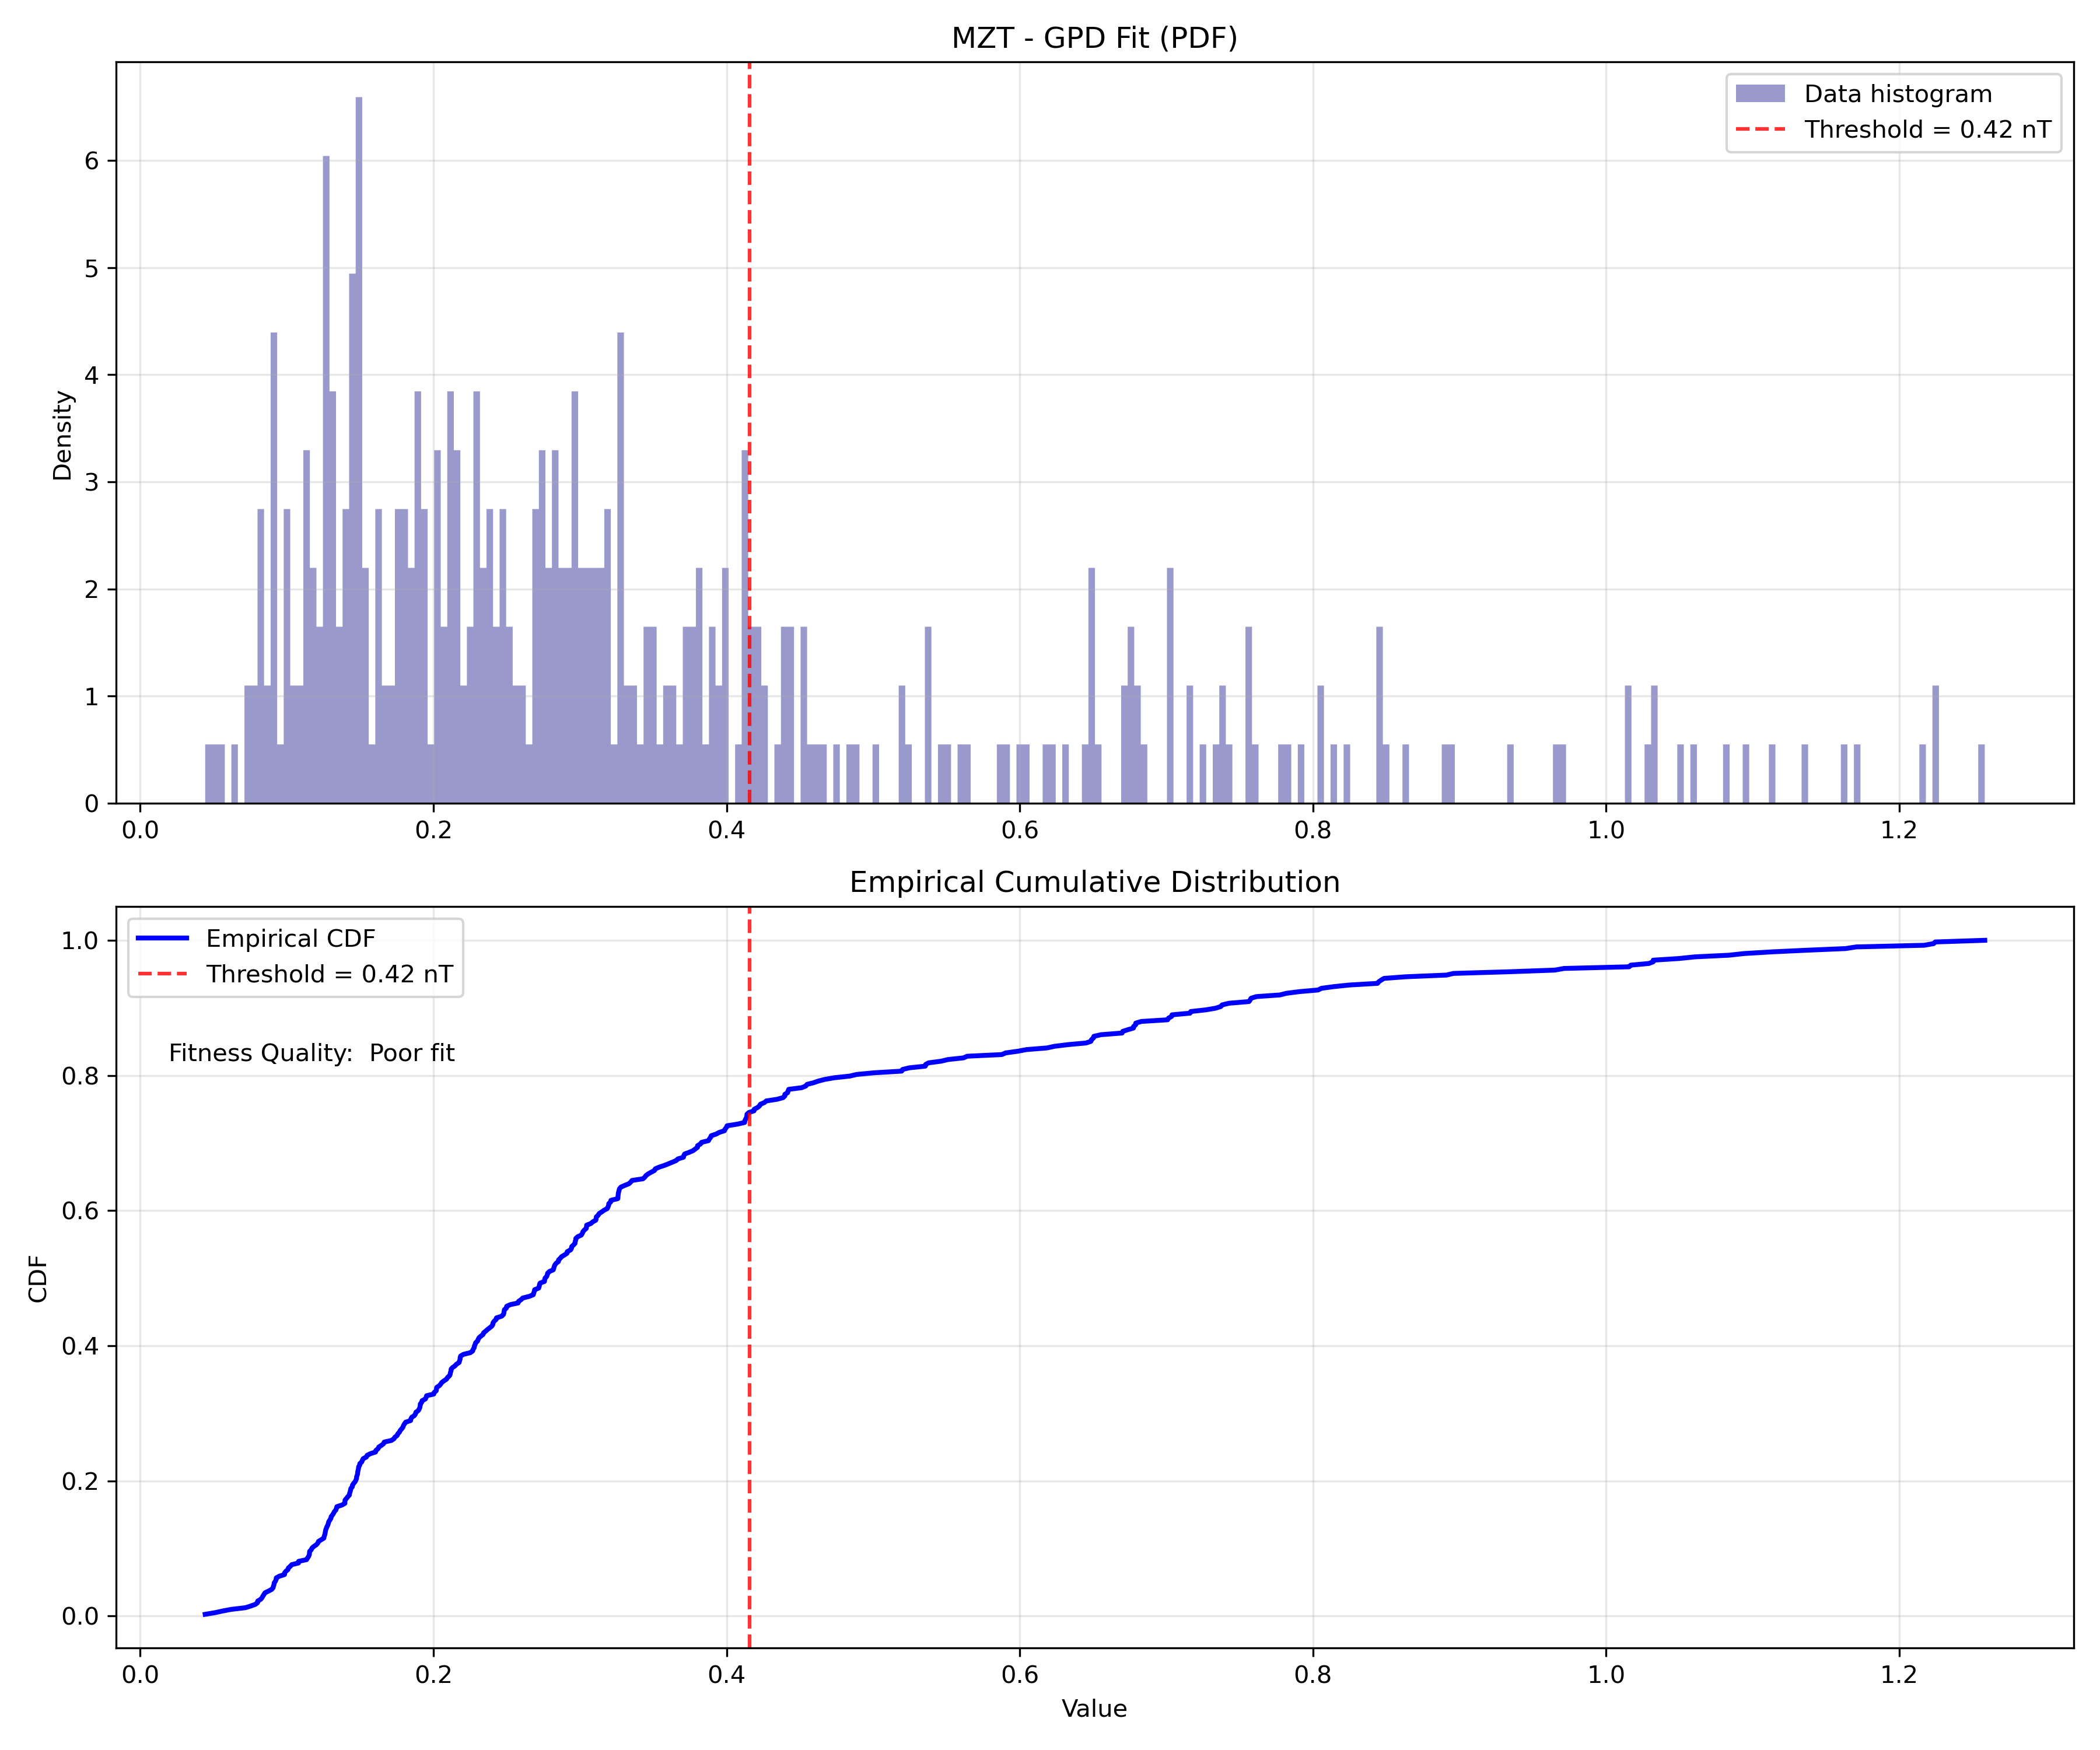 MZT - GPD Fit (PDF)
Data histogram
Threshold = 0.42 nT
Density
6
5
4
3
2
1
0
0.0 0.2 0.4 0.6 0.8 1.0 1.2
Empirical Cumulative Distribution
Empirical CDF
Threshold = 0.42 nT
Fitness Quality: Poor fit
CDF
1.0
0.8
0.6
0.4
0.2
0.0
0.0 0.2 0.4 0.6 0.8 1.0 1.2
Value